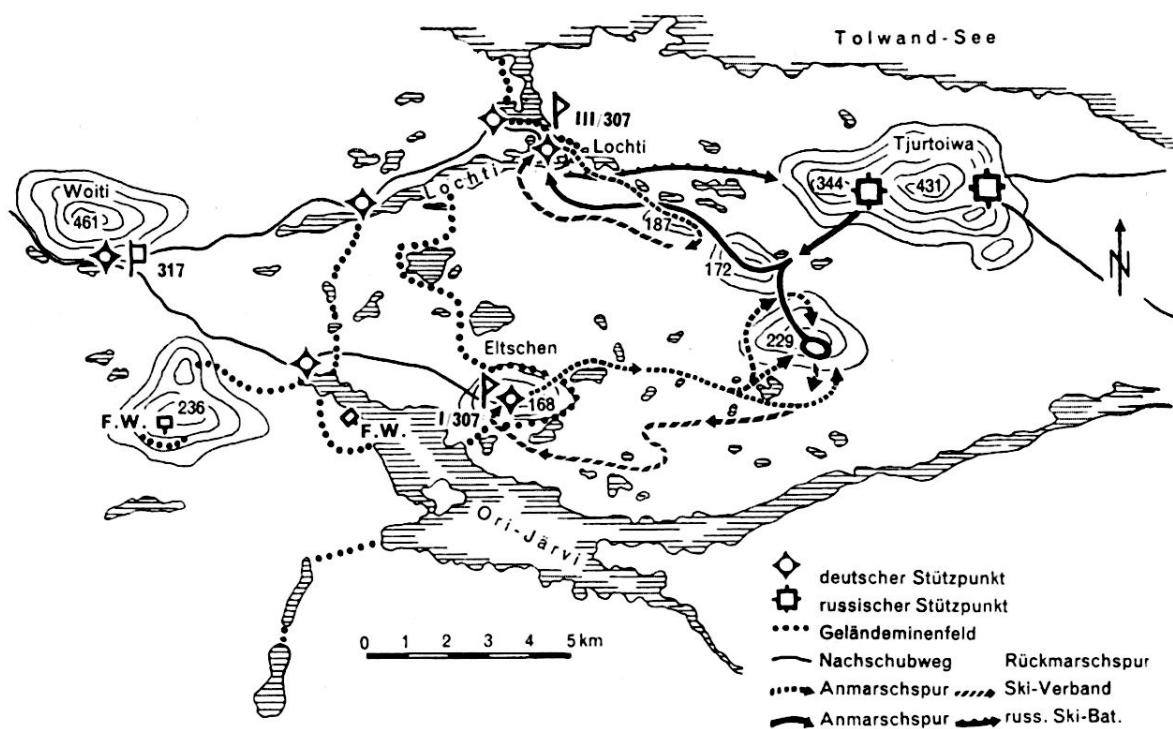 Tolwand-See
III/307
Lochti
Tjurtoiwa
Woiti
Lochti
344
431
461
187
317
172
N
229
Eltschen
236
168
F.W.
I/307
F.W.
Ori-Järvi
deutscher Stützpunkt
russischer Stützpunkt
0 1 2 3 4 5 km
Geländeminenfeld
Nachschubweg Rückmarschspur
Anmarschspur Ski-Verband
Anmarschspur russ. Ski-Bat.